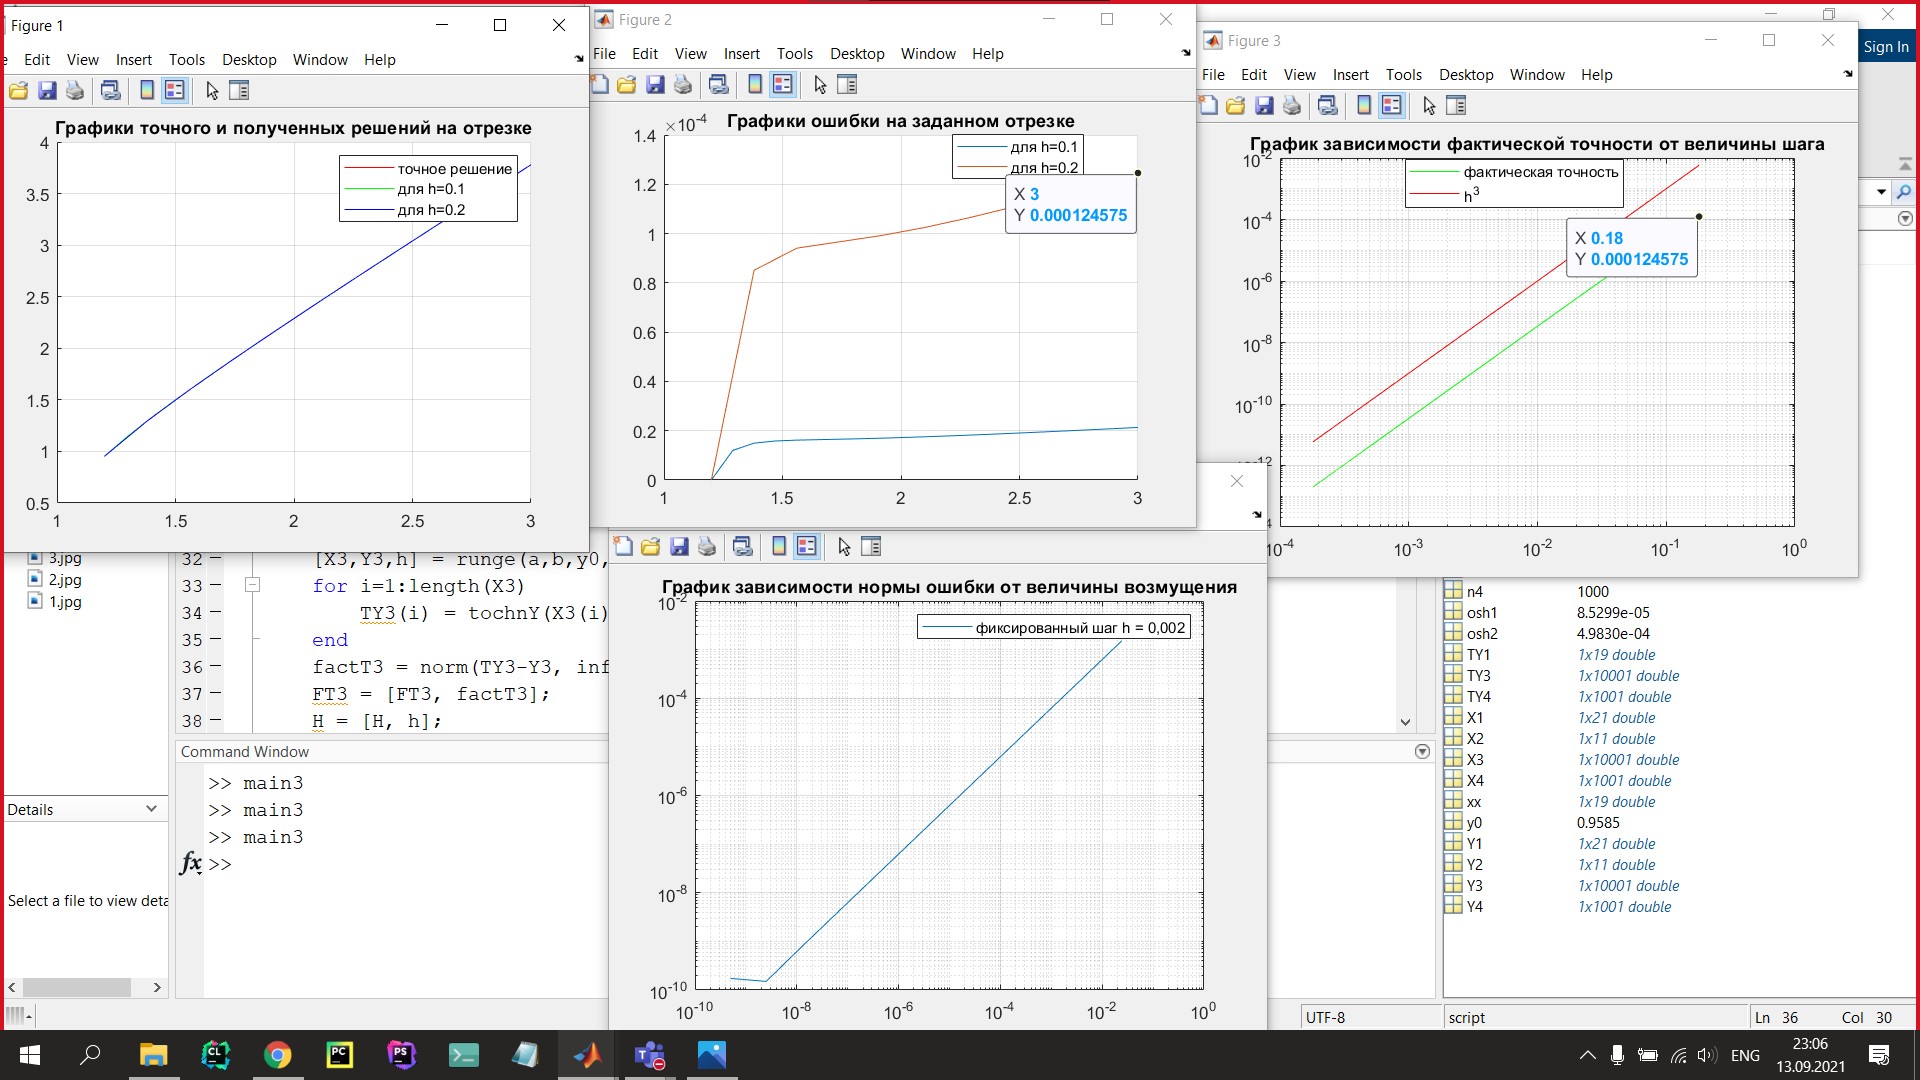 Figure 1
Edit View Insert Tools Desktop Window Help
Графики точного и полученных решений на отрезке
точное решение
для h=0.1
для h=0.2
4
3.5
3
2.5
2
1.5
1
0.5
1 1.5 2 2.5 3
Figure 2
File Edit View Insert Tools Desktop Window Help
×10-4
Графики ошибки на заданном отрезке
для h=0.1
для h=0.2
X 3
Y 0.000124575
1.4
1.2
1
0.8
0.6
0.4
0.2
0
1 1.5 2 2.5 3
Figure 3
File Edit View Insert Tools Desktop Window Help
График зависимости фактической точности от величины шага
фактическая точность
h3
X 0.18
Y 0.000124575
10-2
10-4
10-6
10-8
10-10
10-4 10-3 10-2 10-1 100
Sign In
3.jpg
2.jpg
1.jpg
32 [X3,Y3,h] = runge(a,b,y0,
33 for i=1:length(X3)
34 TY3(i) = tochnY(X3(i)
35 end
36 factT3 = norm(TY3-Y3, inf
37 FT3 = [FT3, factT3];
38 H = [H, h];
Command Window
>> main3
>> main3
>> main3
fx >>
Details
Select a file to view deta
График зависимости нормы ошибки от величины возмущения
фиксированный шаг h = 0,002
10-2
10-4
10-6
10-8
10-10
10-10 10-8 10-6 10-4 10-2 100
n4 1000
osh1 8.5299e-05
osh2 4.9830e-04
TY1 1x19 double
TY3 1x10001 double
TY4 1x1001 double
X1 1x21 double
X2 1x11 double
X3 1x10001 double
X4 1x1001 double
xx 1x19 double
y0 0.9585
Y1 1x21 double
Y2 1x11 double
Y3 1x10001 double
Y4 1x1001 double
UTF-8
script
Ln 36 Col 30
CL
PC
PS
ENG
23:06
13.09.2021